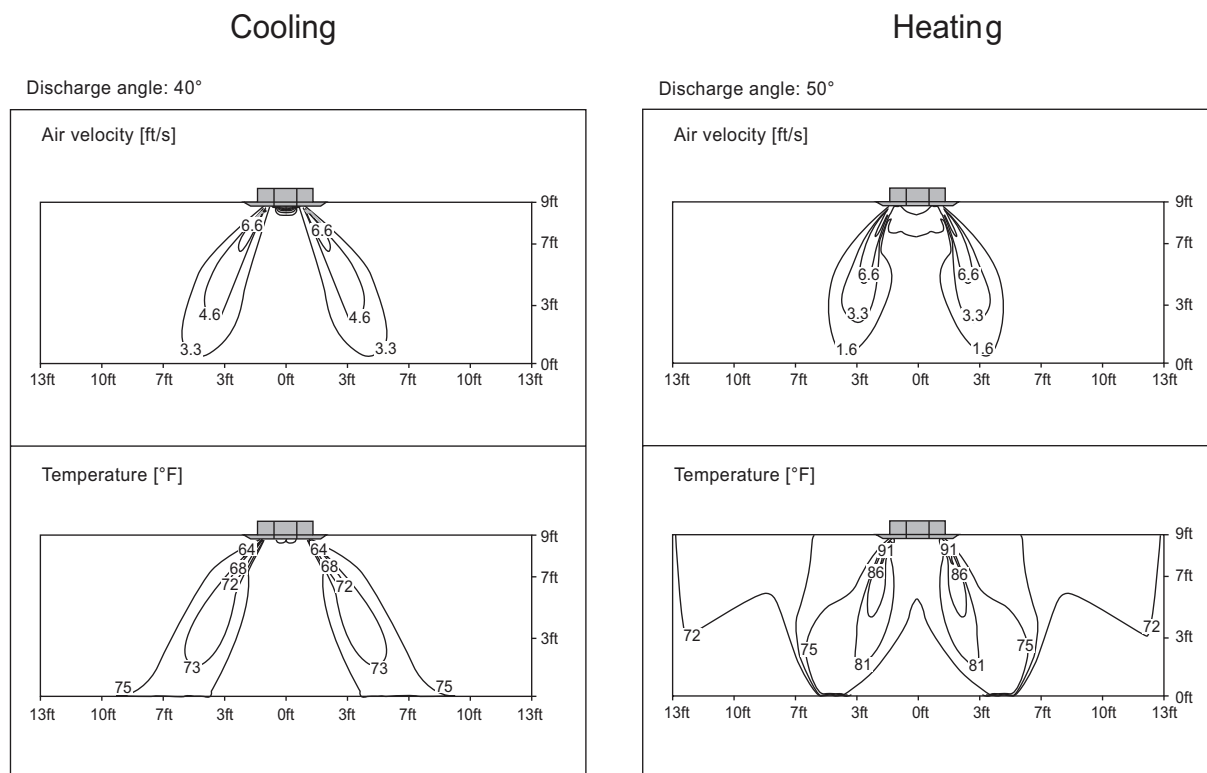 Cooling
Heating
Discharge angle: 40°
Discharge angle: 50°
Air velocity [ft/s]
9ft
7ft
3ft
0ft
6.6
6.6
4.6
4.6
3.3
3.3
13ft 10ft 7ft 3ft 0ft 3ft 7ft 10ft 13ft
Air velocity [ft/s]
9ft
7ft
3ft
0ft
6.6
6.6
3.3
3.3
1.6
1.6
13ft 10ft 7ft 3ft 0ft 3ft 7ft 10ft 13ft
Temperature [°F]
9ft
7ft
3ft
0ft
64
64
68
68
72
72
73
73
75
75
13ft 10ft 7ft 3ft 0ft 3ft 7ft 10ft 13ft
Temperature [°F]
9ft
7ft
3ft
0ft
91
91
86
86
72
72
75
75
81
81
13ft 10ft 7ft 3ft 0ft 3ft 7ft 10ft 13ft